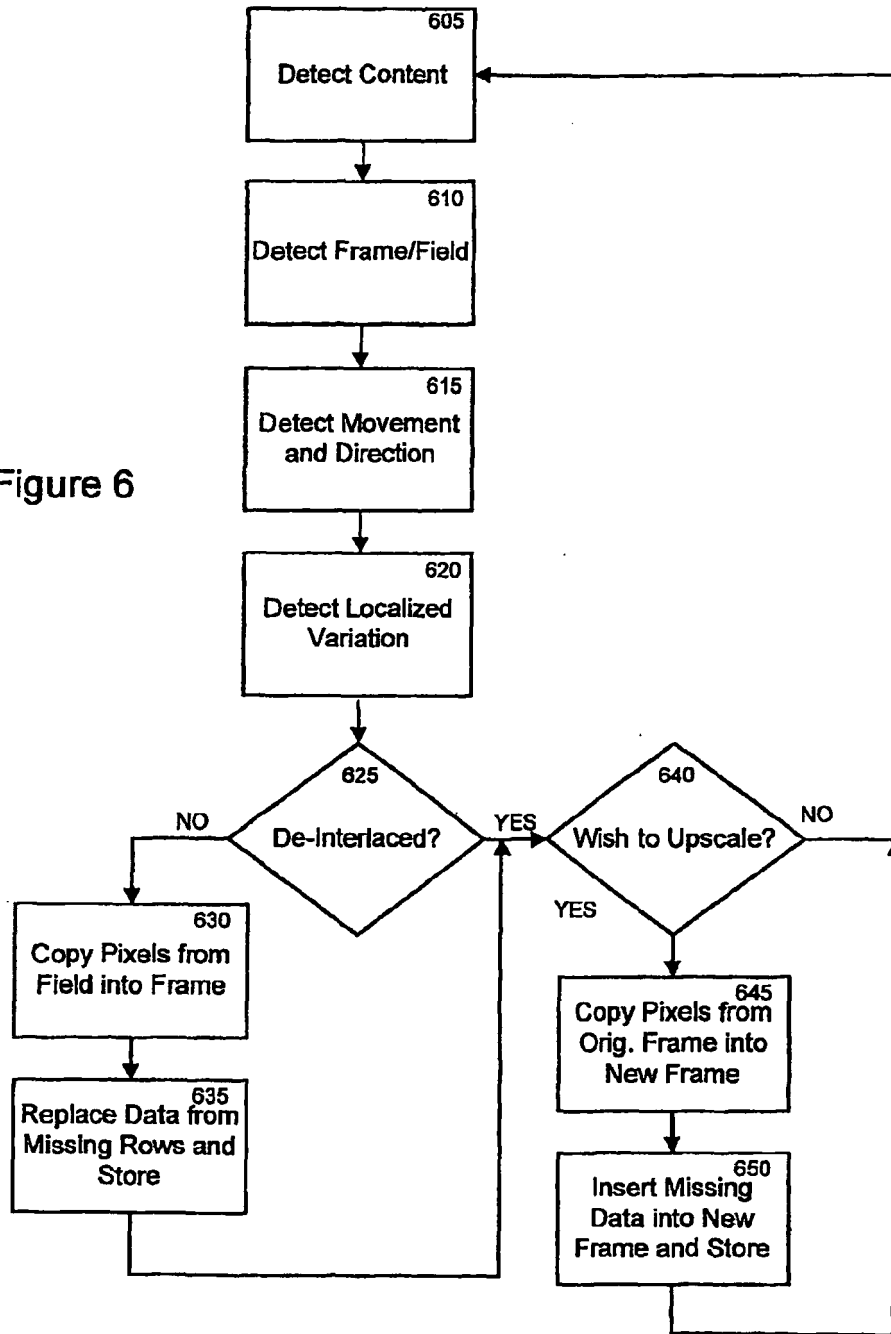 605
Detect Content
610
Detect Frame/Field
615
Detect Movement
and Direction
Figure 6
620
Detect Localized
Variation
625
De-Interlaced?
NO
YES
640
Wish to Upscale?
NO
YES
630
Copy Pixels from
Field into Frame
635
Replace Data from
Missing Rows and
Store
645
Copy Pixels from
Orig. Frame into
New Frame
650
Insert Missing
Data into New
Frame and Store